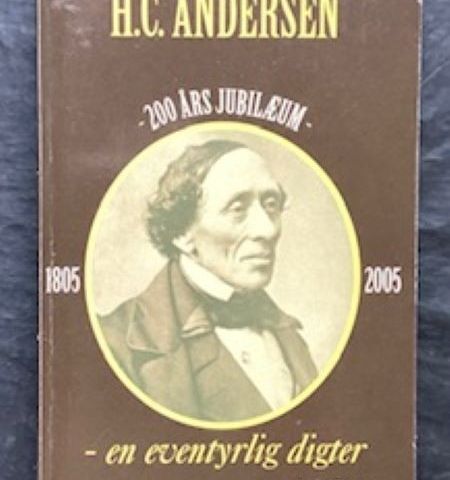 H.C. ANDERSEN
- 200 ÅRS JUBILÆUM -
1805 2005
- en eventyrlig digter